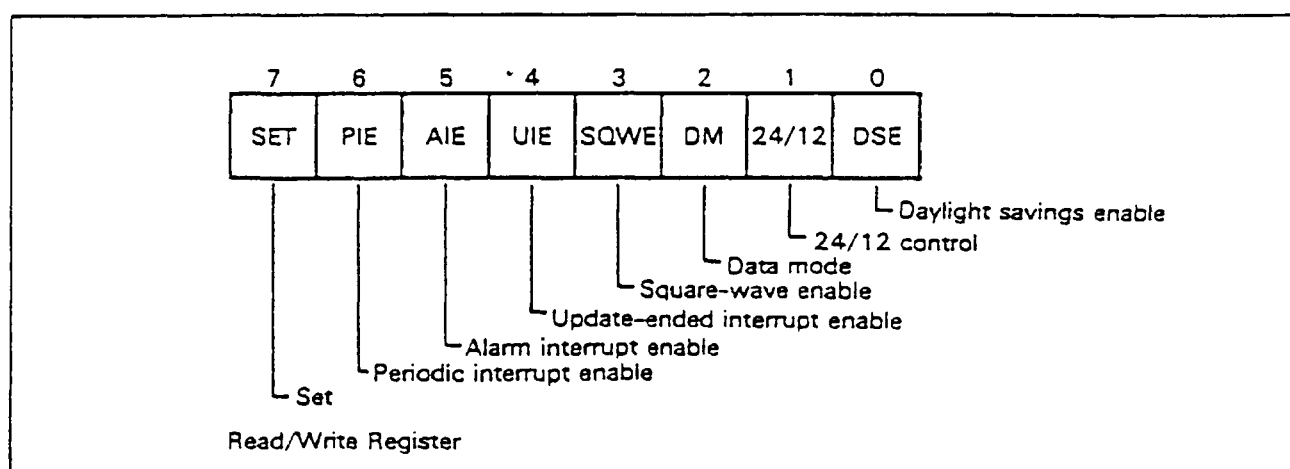 7 6 5 4 3 2 1 0
SET PIE AIE UIE SQWE DM 24/12 DSE
Daylight savings enable
24/12 control
Data mode
Square-wave enable
Update-ended interrupt enable
Alarm interrupt enable
Periodic interrupt enable
Set
Read/Write Register